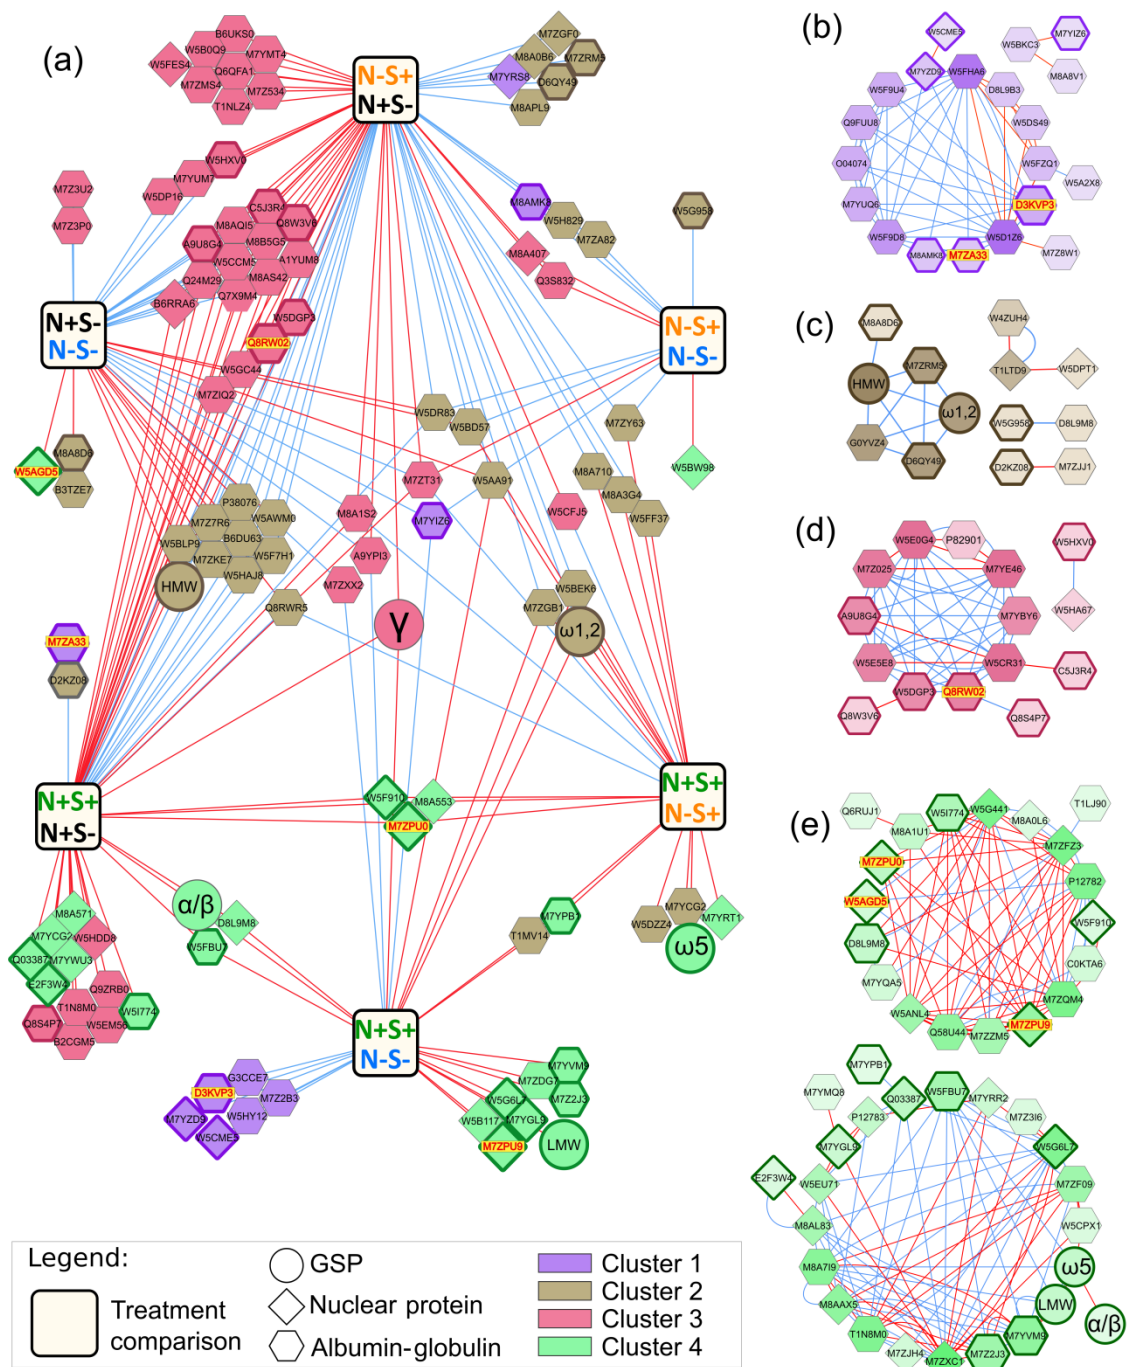 (a)
B6UKS0
W5B0Q9
M7YMT4
W5FES4
Q6QFA1
M7ZMS4
M7Z534
T1NLZ4
N-S+
N+S-
M7ZGF0
M8A0B6
M7ZRM5
M7YRS8
D6QY49
M8APL9
M7Z3U2
M7Z3P0
W5HXV0
M7YUM7
W5DP16
C5J3R4
Q8W3V6
M8AQI5
A9U8G4
M8B5G5
W5CCM5
A1YUM8
Q24M29
M8AS42
Q7X9M4
B6RRA6
W5DGP3
Q8RW02
W5GC44
M7ZIQ2
M8AMK8
W5H829
M7ZA82
M8A407
Q3S832
W5G958
N+S-
N-S-
N-S+
N-S-
W5DR83
W5BD57
M7ZY63
W5BW98
M8A8D6
W5AGD5
B3TZE7
M7ZT31
W5AA91
M8A710
M8A3G4
W5FF37
M8A1S2
M7YIZ6
W5CFJ5
P38076
M7Z7R6
W5AWM0
W5BLP9
B6DU63
M7ZKE7
W5F7H1
W5HAJ8
HMW
Q8RWR5
A9YPI3
M7ZXX2
γ
W5BEK6
M7ZGB1
ω1,2
M7ZA33
D2KZ08
N+S+
N+S-
W5F910
M8A553
M7ZPU0
N+S+
N-S+
M8A571
M7YCG2
W5HDD8
Q03387
M7YWU3
E2F3W4
Q9ZRB0
T1N8M0
W5I774
Q8S4P7
W5EM56
B2CGM5
α/β
D8L9M8
W5FBU7
M7YPB1
T1MV14
M7YCG2
W5DZZ4
M7YRT1
ω5
N+S+
N-S-
G3CCE7
D3KVP3
M7Z2B3
M7YZD9
W5HY12
W5CME5
M7YVM9
M7ZDG7
M7Z2J3
W5G6L7
W5B117
M7YGL9
M7ZPU9
LMW
Legend:
Treatment
comparison
GSP
Nuclear protein
Albumin-globulin
Cluster 1
Cluster 2
Cluster 3
Cluster 4
(b)
W5CME5
M7YIZ6
W5BKC3
M7YZD9
W5FHA6
M8A8V1
W5F9U4
D8L9B3
Q9FUU8
W5DS49
O04074
W5FZQ1
W5A2X8
M7YUQ6
D3KVP3
W5F9D8
W5D1Z6
M8AMK8
M7ZA33
M7Z8W1
(c)
M8A8D6
W4ZUH4
M7ZRM5
HMW
T1LTD9
W5DPT1
ω1,2
W5G958
D8L9M8
G0YVZ4
D6QY49
D2KZ08
M7ZJJ1
(d)
W5E0G4
P82901
W5HXV0
M7Z025
M7YE46
A9U8G4
M7YBY6
W5HA67
W5E5E8
W5CR31
W5DGP3
Q8RW02
C5J3R4
Q8W3V6
Q8S4P7
(e)
Q6RUJ1
W5I774
W5G441
T1LJ90
M8A1U1
M8A0L6
M7ZFZ3
M7ZPU0
P12782
W5AGD5
W5F910
D8L9M8
C0KTA6
M7YQA5
M7ZQM4
W5ANL4
M7ZPU9
Q58U44
M7ZZM5
M7YPB1
M7YMQ8
Q03387
W5FBU7
M7YRR2
P12783
M7Z3I6
M7YGL9
W5G6L7
E2F3W4
W5EU71
M7ZF09
M8AL83
W5CPX1
M8A7I9
ω5
M8AAX5
LMW
T1N8M0
M7YVM9
α/β
M7ZJH4
M7Z2J3
M7ZXC1